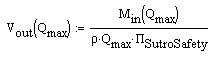 V_out(Q_max) := M_in(Q_max) / (ρ·Q_max·Π_SutroSafety)